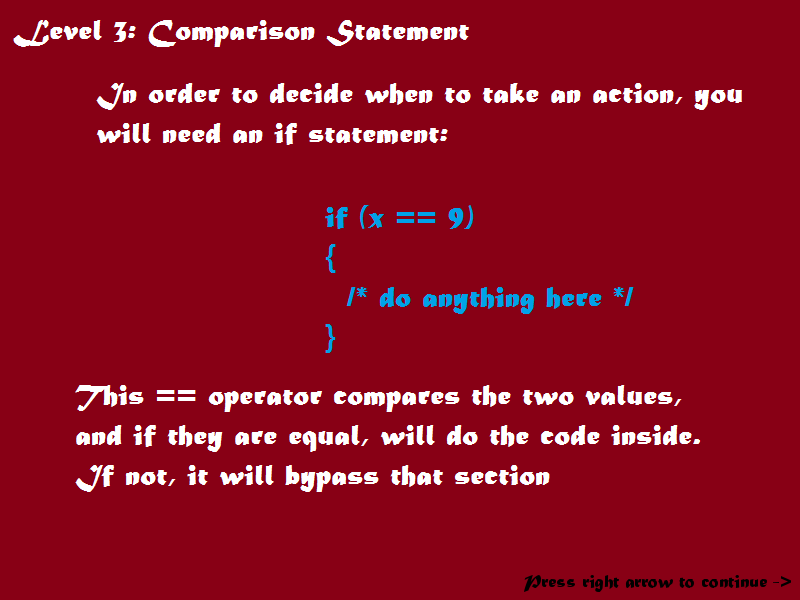 Level 3: Comparison Statement
In order to decide when to take an action, you
will need an if statement:
if (x == 9)
{
/* do anything here */
}
This == operator compares the two values,
and if they are equal, will do the code inside.
If not, it will bypass that section
Press right arrow to continue ->